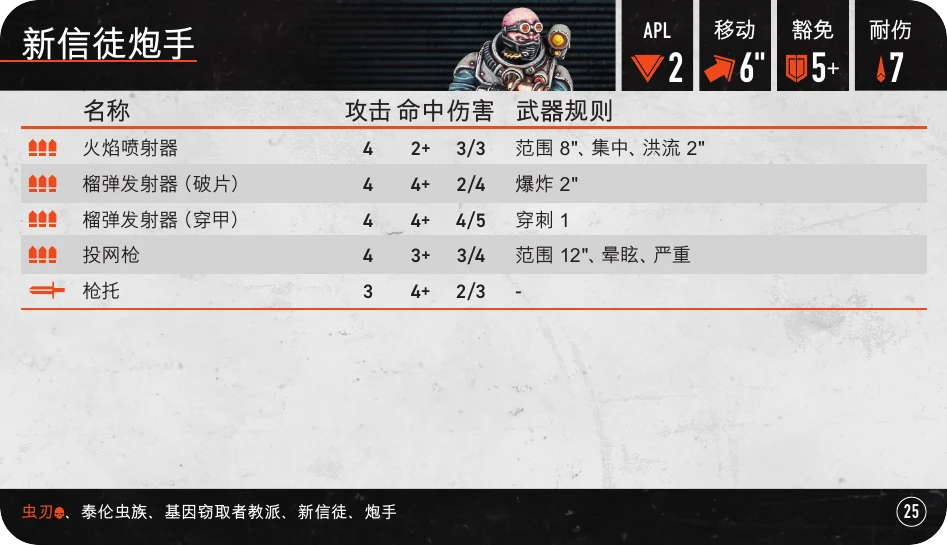 新信徒炮手
APL 移动 豁免 耐伤
2 6" 5+ 7
名称 攻击 命中 伤害 武器规则
火焰喷射器 4 2+ 3/3 范围 8"、集中、洪流 2"
榴弹发射器（破片） 4 4+ 2/4 爆炸 2"
榴弹发射器（穿甲） 4 4+ 4/5 穿刺 1
投网枪 4 3+ 3/4 范围 12"、晕眩、严重
枪托 3 4+ 2/3 -
虫刃、泰伦虫族、基因窃取者教派、新信徒、炮手
25